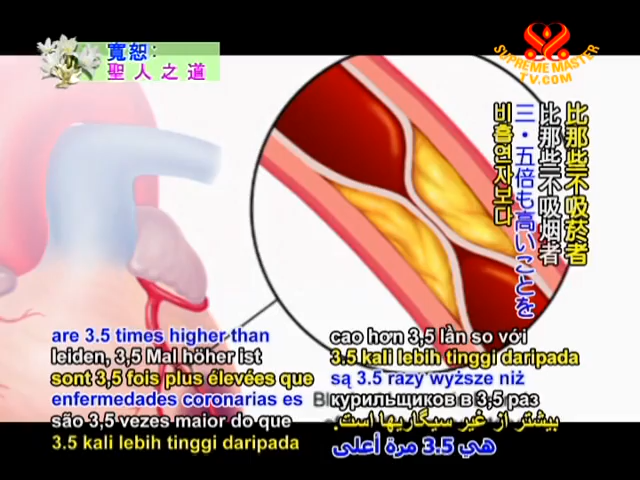 寬恕：
聖人之道
SUPREME MASTER
TV.COM
比那些不吸菸者
比那些不吸烟者
三・五倍も高いことを
비흡연자보다
are 3.5 times higher than
leiden, 3,5 Mal höher ist
sont 3,5 fois plus élevées que
enfermedades coronarias es
são 3,5 vezes maior do que
3.5 kali lebih tinggi daripada
cao hơn 3,5 lần so với
3.5 kali lebih tinggi daripada
są 3.5 razy wyższe niż
курильщиков в 3,5 раз
بیشتر از غیر سیگاریها است.
هي 3.5 مرة أعلى